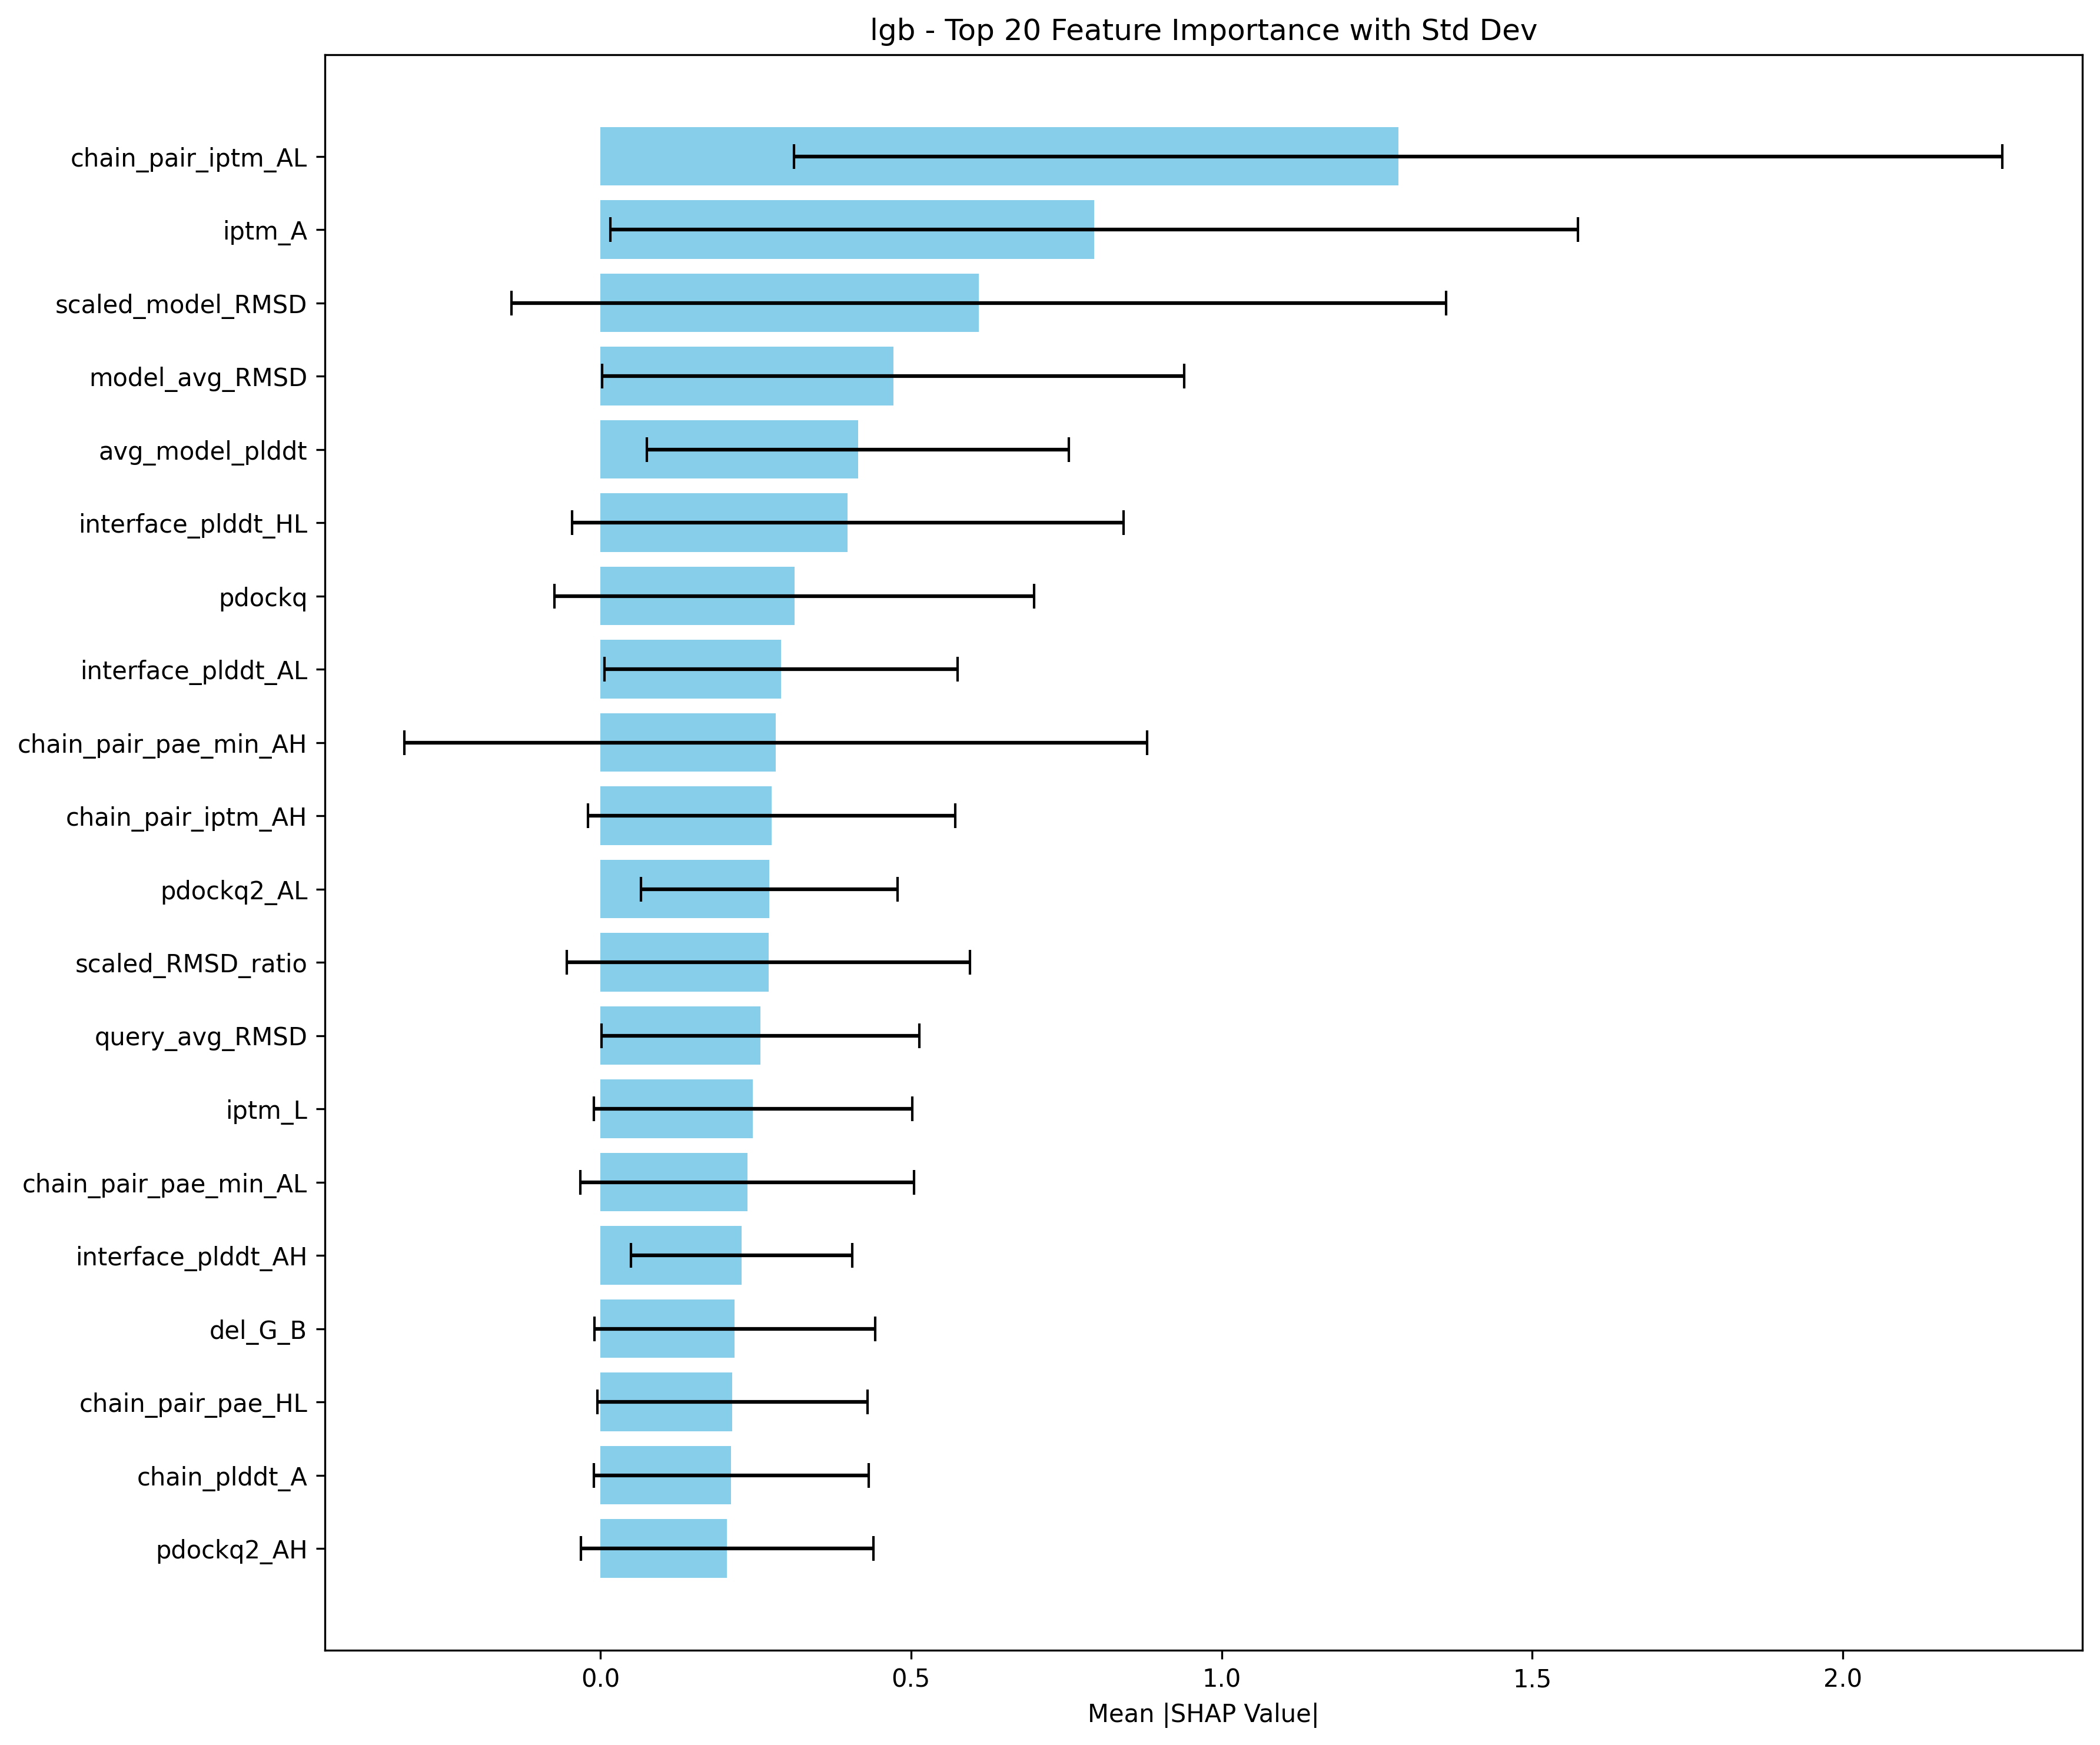 lgb - Top 20 Feature Importance with Std Dev
chain_pair_iptm_AL
iptm_A
scaled_model_RMSD
model_avg_RMSD
avg_model_plddt
interface_plddt_HL
pdockq
interface_plddt_AL
chain_pair_pae_min_AH
chain_pair_iptm_AH
pdockq2_AL
scaled_RMSD_ratio
query_avg_RMSD
iptm_L
chain_pair_pae_min_AL
interface_plddt_AH
del_G_B
chain_pair_pae_HL
chain_plddt_A
pdockq2_AH
0.0 0.5 1.0 1.5 2.0
Mean |SHAP Value|